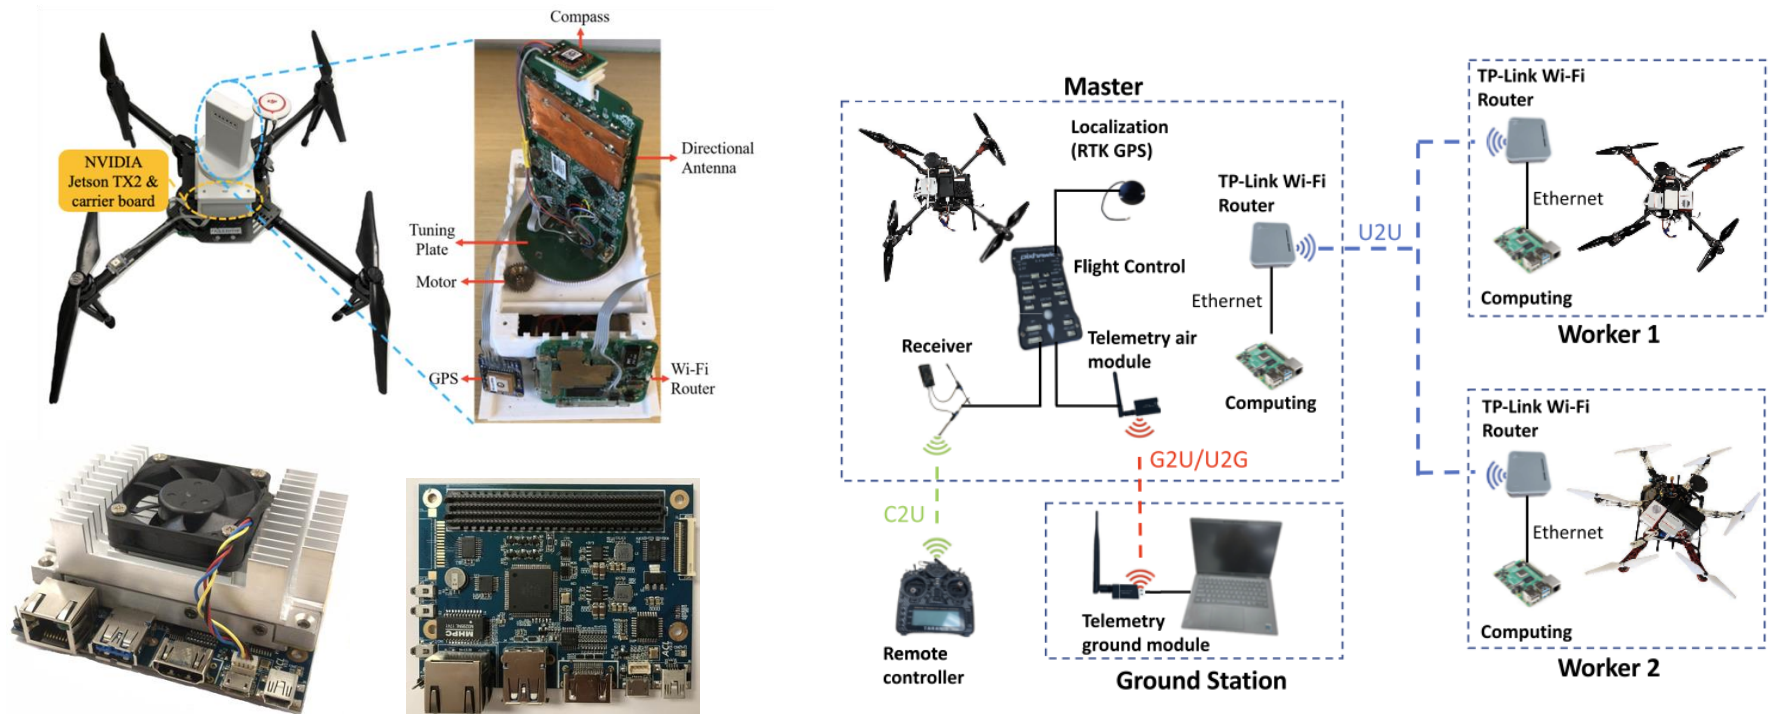 Compass
NVIDIA
Jetson TX2 &
carrier board
Directional
Antenna
Tuning
Plate
Motor
GPS
Wi-Fi
Router
MHPC
Master
Localization
(RTK GPS)
TP-Link Wi-Fi
Router
Flight Control
Ethernet
Receiver
Telemetry air
module
Computing
U2U
C2U
G2U/U2G
Remote
controller
Telemetry
ground module
Ground Station
TP-Link Wi-Fi
Router
Ethernet
Computing
Worker 1
TP-Link Wi-Fi
Router
Ethernet
Computing
Worker 2